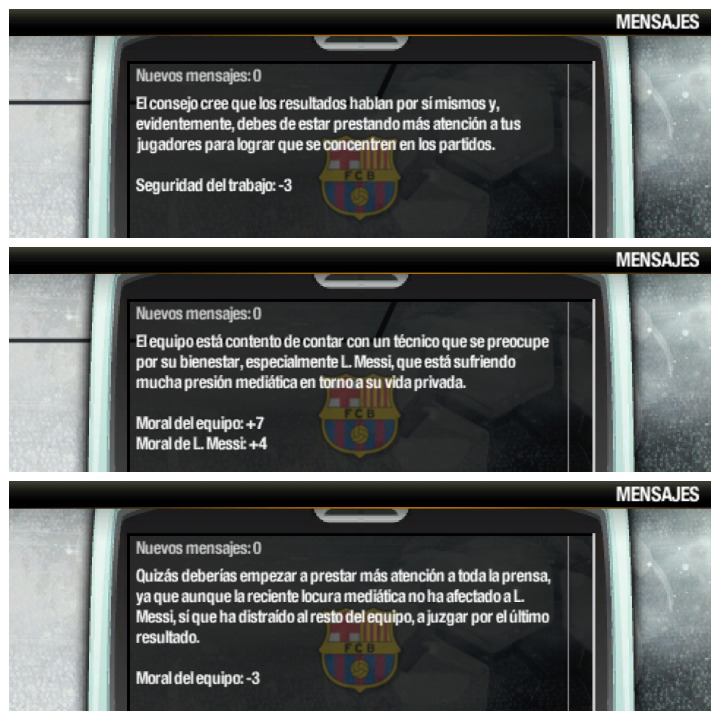 MENSAJES
Nuevos mensajes: 0
El consejo cree que los resultados hablan por sí mismos y,
evidentemente, debes de estar prestando más atención a tus
jugadores para lograr que se concentren en los partidos.
FCB
Seguridad del trabajo: -3
MENSAJES
Nuevos mensajes: 0
El equipo está contento de contar con un técnico que se preocupe
por su bienestar, especialmente L. Messi, que está sufriendo
mucha presión mediática en torno a su vida privada.
FCB
Moral del equipo: +7
Moral de L. Messi: +4
MENSAJES
Nuevos mensajes: 0
Quizás deberías empezar a prestar más atención a toda la prensa,
ya que aunque la reciente locura mediática no ha afectado a L.
Messi, sí que ha distraído al resto del equipo, a juzgar por el último
resultado.
FCB
Moral del equipo: -3